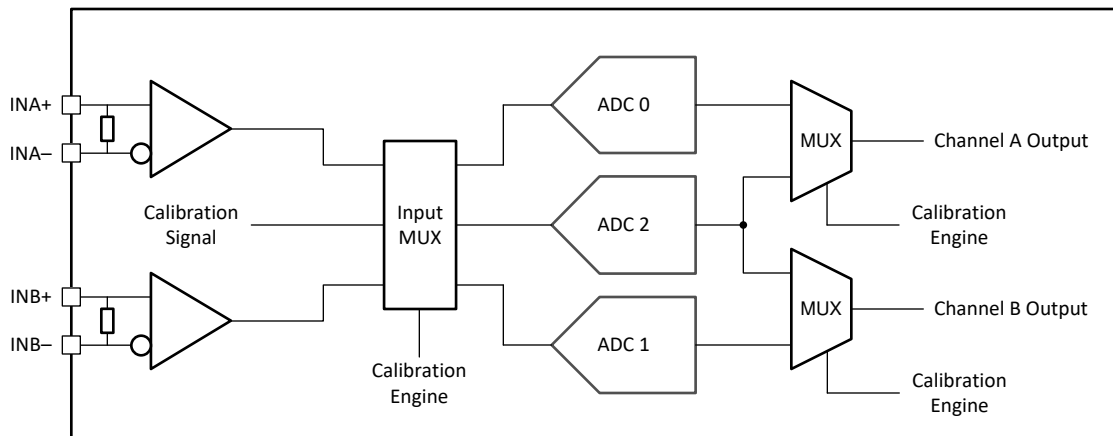 INA+
INA–
INB+
INB–
Calibration
Signal
Input
MUX
Calibration
Engine
ADC 0
ADC 2
ADC 1
MUX
Channel A Output
Calibration
Engine
MUX
Channel B Output
Calibration
Engine